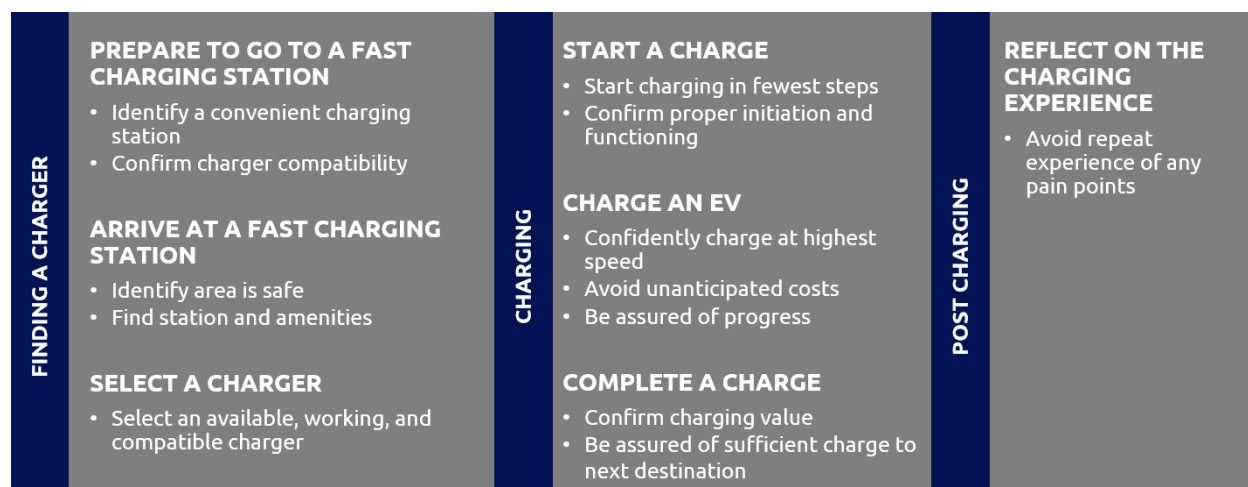 FINDING A CHARGER
PREPARE TO GO TO A FAST
CHARGING STATION
• Identify a convenient charging
station
• Confirm charger compatibility
ARRIVE AT A FAST CHARGING
STATION
• Identify area is safe
• Find station and amenities
SELECT A CHARGER
• Select an available, working, and
compatible charger
CHARGING
START A CHARGE
• Start charging in fewest steps
• Confirm proper initiation and
functioning
CHARGE AN EV
• Confidently charge at highest
speed
• Avoid unanticipated costs
• Be assured of progress
COMPLETE A CHARGE
• Confirm charging value
• Be assured of sufficient charge to
next destination
POST CHARGING
REFLECT ON THE
CHARGING
EXPERIENCE
• Avoid repeat
experience of any
pain points